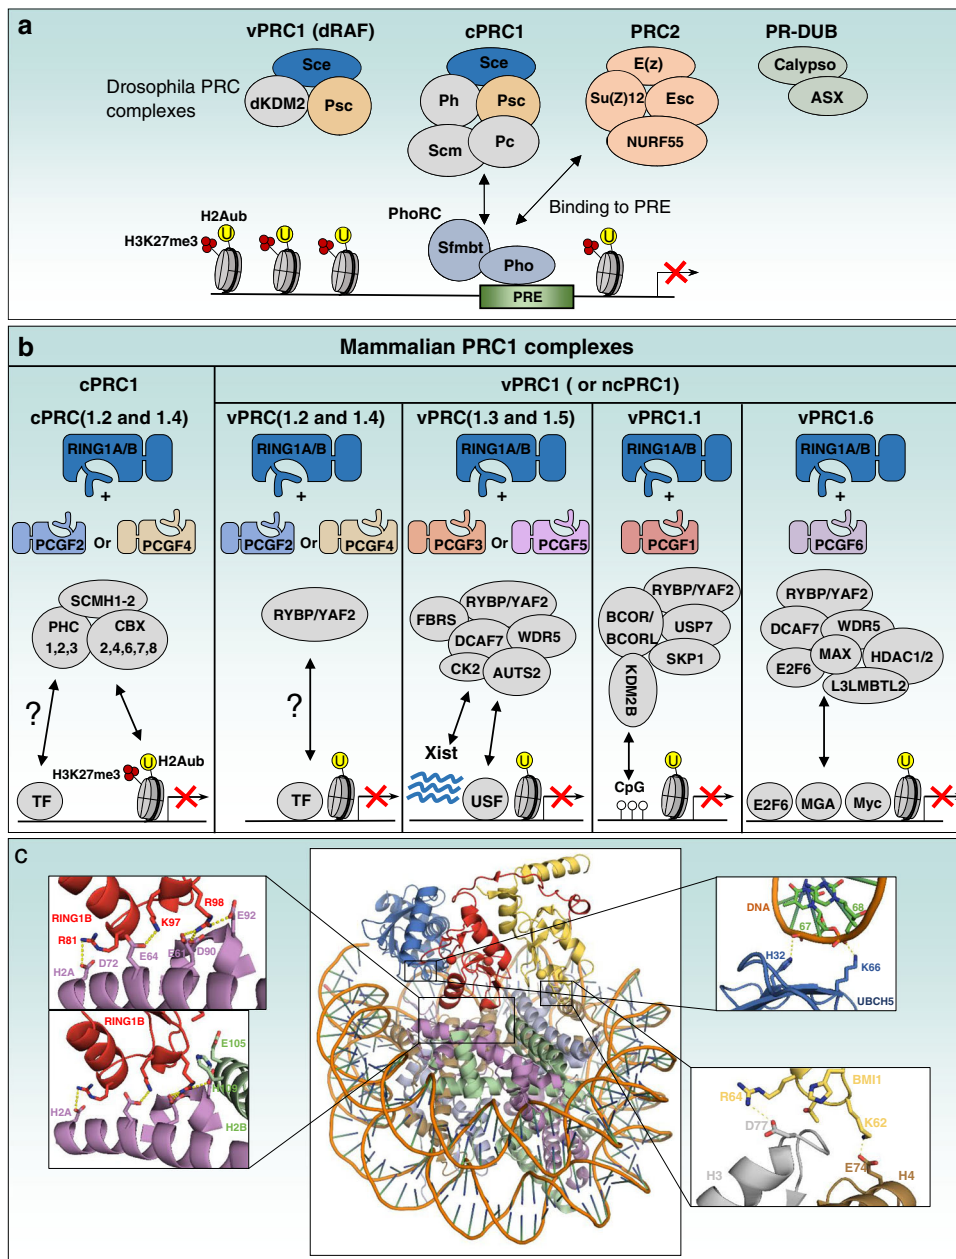 a
vPRC1 (dRAF)
cPRC1
PRC2
PR-DUB
Drosophila PRC
complexes
Sce
dKDM2
Psc
Sce
Ph
Psc
Scm
Pc
E(z)
Su(Z)12
Esc
NURF55
Calypso
ASX
H2Aub
H3K27me3
U
U
U
PhoRC
Sfmbt
Pho
PRE
Binding to PRE
U
b
Mammalian PRC1 complexes
cPRC1
vPRC1 ( or ncPRC1)
cPRC(1.2 and 1.4)
vPRC(1.2 and 1.4)
vPRC(1.3 and 1.5)
vPRC1.1
vPRC1.6
RING1A/B
RING1A/B
RING1A/B
RING1A/B
RING1A/B
+
+
+
+
+
PCGF2 Or PCGF4
PCGF2 Or PCGF4
PCGF3 Or PCGF5
PCGF1
PCGF6
SCMH1-2
PHC
1,2,3
CBX
2,4,6,7,8
?
H3K27me3
U
H2Aub
TF
RYBP/YAF2
?
TF
U
RYBP/YAF2
FBRS
DCAF7
WDR5
CK2
AUTS2
Xist
USF
U
RYBP/YAF2
BCOR/
BCORL
USP7
SKP1
KDM2B
CpG
U
RYBP/YAF2
DCAF7
WDR5
MAX
HDAC1/2
E2F6
L3LMBTL2
E2F6
MGA
Myc
U
c
R98
RING1B
K97
E92
R81
D90
E61
E64
D72
H2A
RING1B
E105
H2A
H2B
DNA
68
67
H32
K66
UBCH5
BMI1
R64
K62
D77
E74
H3
H4